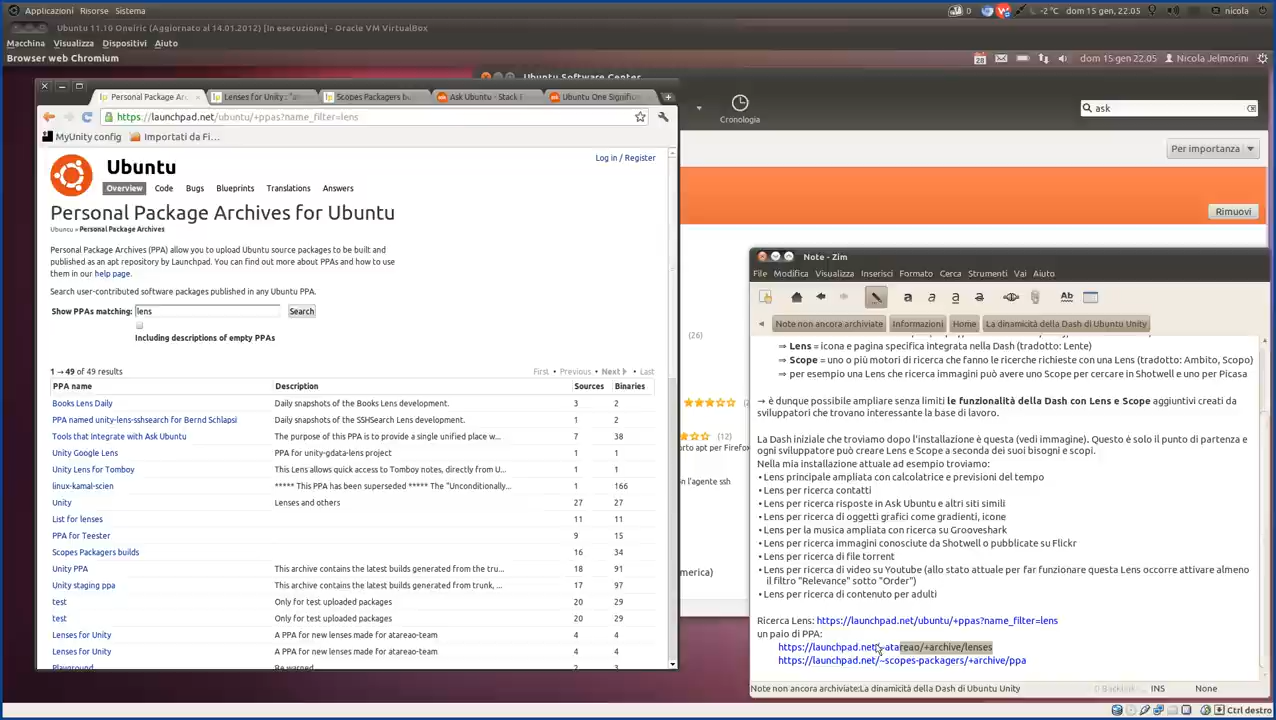 Applicazioni Risorse Sistema
0 -2 °C dom 15 gen, 22.05 nicola
Ubuntu 11.10 Oneiric (Aggiornato al 14.01.2012) [In esecuzione] - Oracle VM VirtualBox
Macchina Visualizza Dispositivi Aiuto
Browser web Chromium
28 dom 15 gen 22.05 Nicola Jelmorini
Ubuntu Software Center
Personal Package Arc Lenses for Unity : "at Scopes Packagers bu Ask Ubuntu - Stack E Ubuntu One Signific
https://launchpad.net/ubuntu/+ppas?name_filter=lens
MyUnity config Importati da Fi...
Cronologia
ask
Per importanza
Rimuovi
Log in / Register
Ubuntu
Overview Code Bugs Blueprints Translations Answers
Personal Package Archives for Ubuntu
Ubuntu » Personal Package Archives
Personal Package Archives (PPA) allow you to upload Ubuntu source packages to be built and
published as an apt repository by Launchpad. You can find out more about PPAs and how to use
them in our help page.
Search user-contributed software packages published in any Ubuntu PPA.
Show PPAs matching: lens Search
Including descriptions of empty PPAs
1 → 49 of 49 results First • Previous • Next • Last
PPA name Description Sources Binaries
Books Lens Daily Daily snapshots of the Books Lens development. 3 2
PPA named unity-lens-sshsearch for Bernd Schlapsi Daily snapshots of the SSHSearch Lens development. 1 2
Tools that Integrate with Ask Ubuntu The purpose of this PPA is to provide a single unified place w... 7 38
Unity Google Lens PPA for unity-gdata-lens project 1 1
Unity Lens for Tomboy This Lens allows quick access to Tomboy notes, directly from U... 1 1
linux-kamal-scien ***** This PPA has been superseded ***** The "Unconditionally... 1 166
Unity Lenses and others 27 27
List for lenses 11 11
PPA for Teester 9 15
Scopes Packagers builds 16 34
Unity PPA This archive contains the latest builds generated from the tru... 18 91
Unity staging ppa This archive contains the latest builds generated from trunk, ... 17 97
test Only for test uploaded packages 20 29
test Only for test uploaded packages 20 29
Lenses for Unity A PPA for new lenses made for atareao-team 4 4
Lenses for Unity A PPA for new lenses made for atareao-team 4 4
Playground Be warned 2 3
(26)
(12)
orto apt per Firefox
on l'agente ssh
merica)
Note - Zim
File Modifica Visualizza Inserisci Formato Cerca Strumenti Vai Aiuto
a a a a Ab
Note non ancora archiviate Informazioni Home La dinamicità della Dash di Ubuntu Unity
⇒ Lens = icona e pagina specifica integrata nella Dash (tradotto: Lente)
⇒ Scope = uno o più motori di ricerca che fanno le ricerche richieste con una Lens (tradotto: Ambito, Scopo)
⇒ per esempio una Lens che ricerca immagini può avere uno Scope per cercare in Shotwell e uno per Picasa
→ è dunque possibile ampliare senza limiti le funzionalità della Dash con Lens e Scope aggiuntivi creati da
sviluppatori che trovano interessante la base di lavoro.
La Dash iniziale che troviamo dopo l'installazione è questa (vedi immagine). Questo è solo il punto di partenza e
ogni sviluppatore può creare Lens e Scope a seconda dei suoi bisogni e scopi.
Nella mia installazione attuale ad esempio troviamo:
• Lens principale ampliata con calcolatrice e previsioni del tempo
• Lens per ricerca contatti
• Lens per ricerca risposte in Ask Ubuntu e altri siti simili
• Lens per ricerca di oggetti grafici come gradienti, icone
• Lens per la musica ampliata con ricerca su Grooveshark
• Lens per ricerca immagini conosciute da Shotwell o pubblicate su Flickr
• Lens per ricerca di file torrent
• Lens per ricerca di video su Youtube (allo stato attuale per far funzionare questa Lens occorre attivare almeno
il filtro "Relevance" sotto "Order")
• Lens per ricerca di contenuto per adulti
Ricerca Lens: https://launchpad.net/ubuntu/+ppas?name_filter=lens
un paio di PPA:
https://launchpad.net/~atareao/+archive/lenses
https://launchpad.net/~scopes-packagers/+archive/ppa
Note non ancora archiviate:La dinamicità della Dash di Ubuntu Unity 0 Backlinks... INS None
Ctrl destro